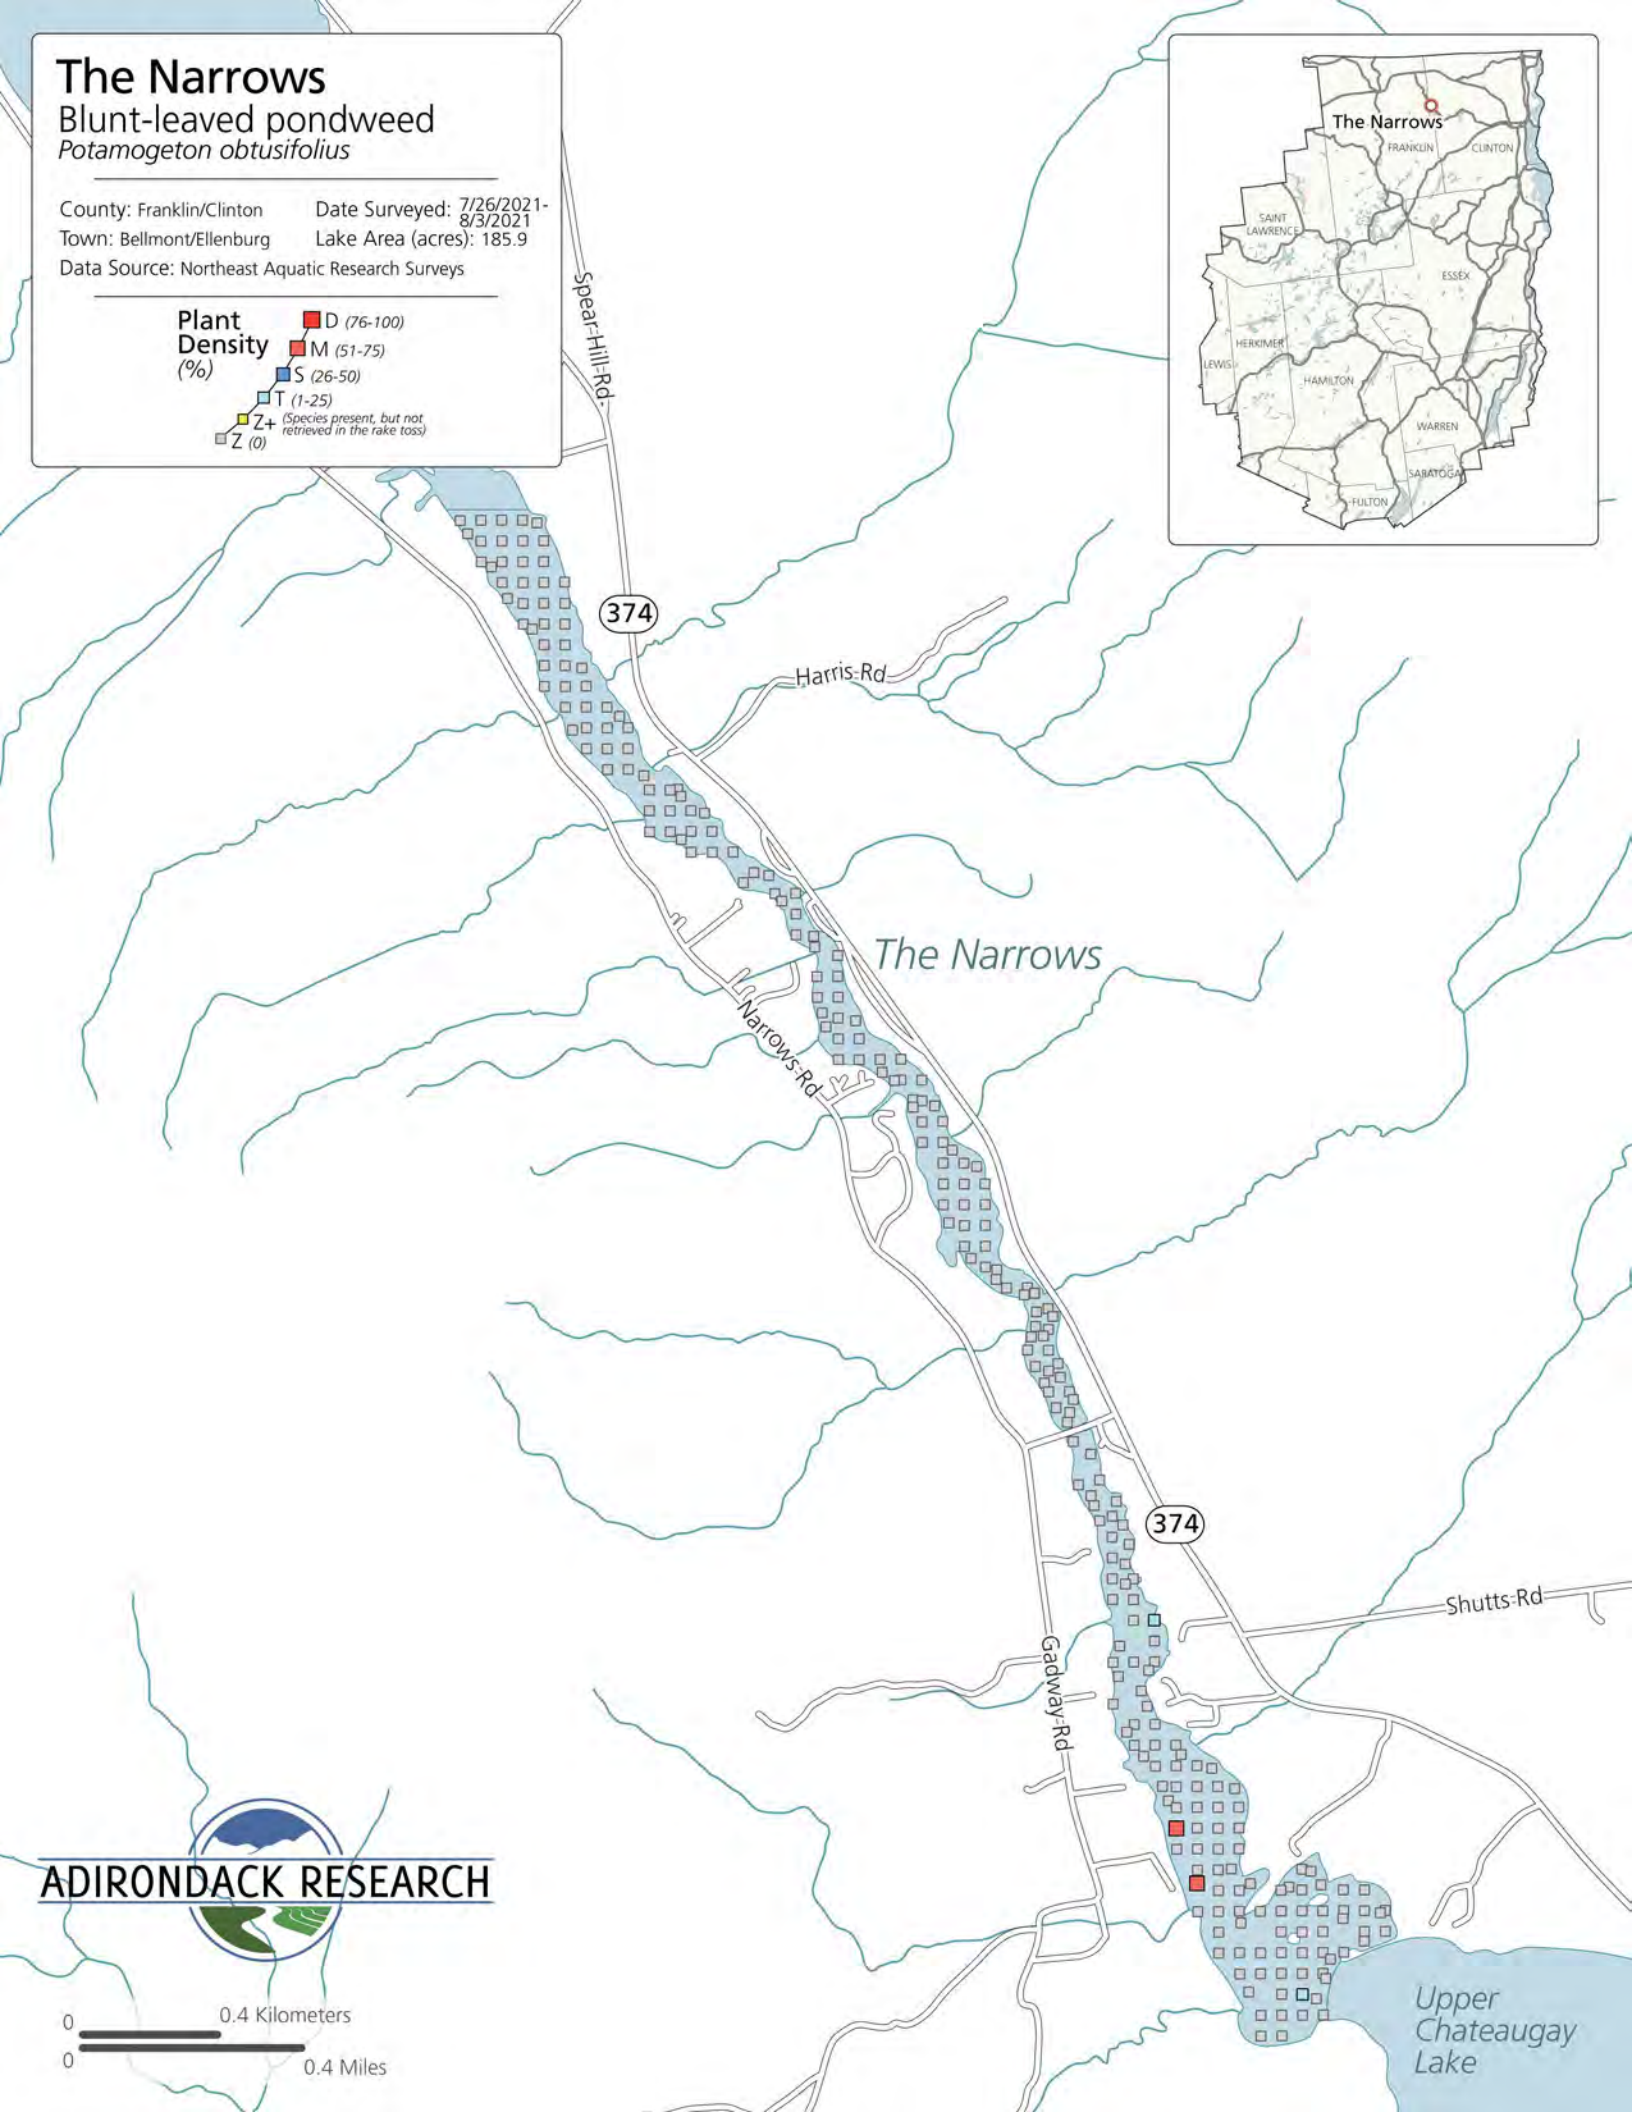 The Narrows
Blunt-leaved pondweed
Potamogeton obtusifolius
County: Franklin/Clinton
Date Surveyed: 7/26/2021-
8/3/2021
Town: Bellmont/Ellenburg
Lake Area (acres): 185.9
Data Source: Northeast Aquatic Research Surveys
Plant
Density
(%)
D (76-100)
M (51-75)
S (26-50)
T (1-25)
Z+ (Species present, but not
retrieved in the rake toss)
Z (0)
The Narrows
FRANKLIN
CLINTON
SAINT
LAWRENCE
ESSEX
HERKIMER
LEWIS
HAMILTON
WARREN
SARATOGA
FULTON
Spear-Hill-Rd-
374
Harris-Rd
The Narrows
Narrows-Rd
374
Shutts-Rd
Gadway-Rd
ADIRONDACK RESEARCH
0
0.4 Kilometers
0
0.4 Miles
Upper
Chateaugay
Lake